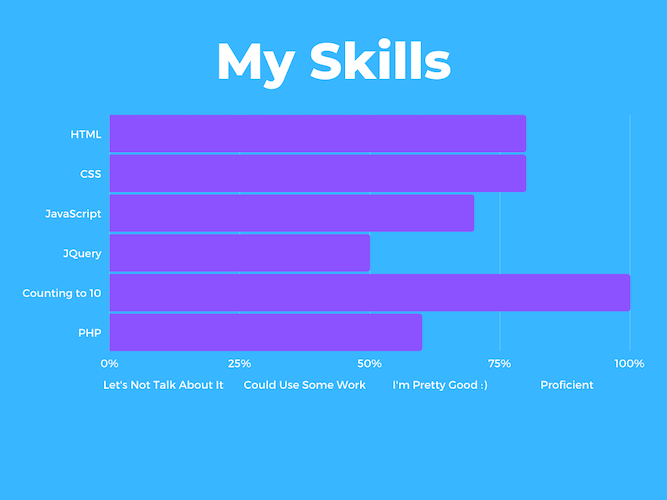 My Skills
HTML
CSS
JavaScript
JQuery
Counting to 10
PHP
0% 25% 50% 75% 100%
Let's Not Talk About It Could Use Some Work I'm Pretty Good :) Proficient